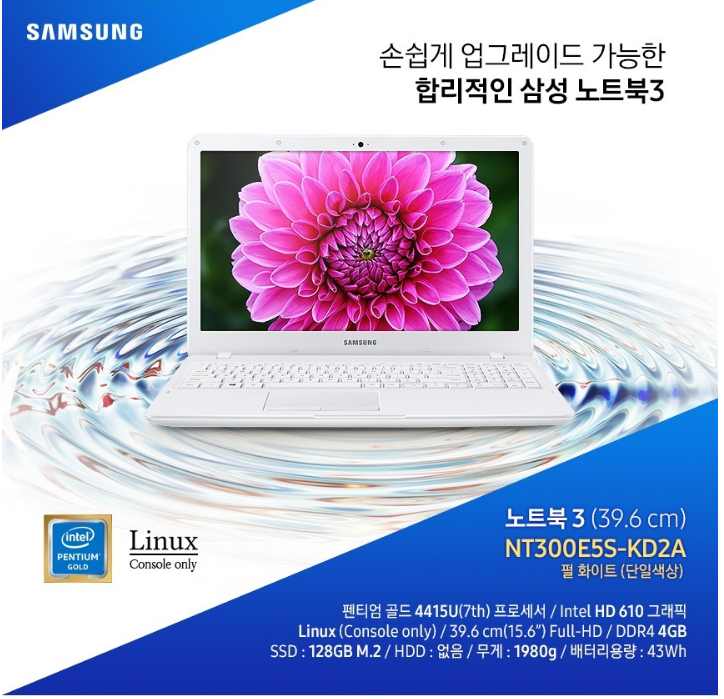 SAMSUNG
손쉽게 업그레이드 가능한
합리적인 삼성 노트북3
SAMSUNG
intel
PENTIUM
GOLD
Linux
Console only
노트북 3 (39.6 cm)
NT300E5S-KD2A
펄 화이트 (단일색상)
펜티엄 골드 4415U(7th) 프로세서 / Intel HD 610 그래픽
Linux (Console only) / 39.6 cm(15.6”) Full-HD / DDR4 4GB
SSD : 128GB M.2 / HDD : 없음 / 무게 : 1980g / 배터리용량 : 43Wh